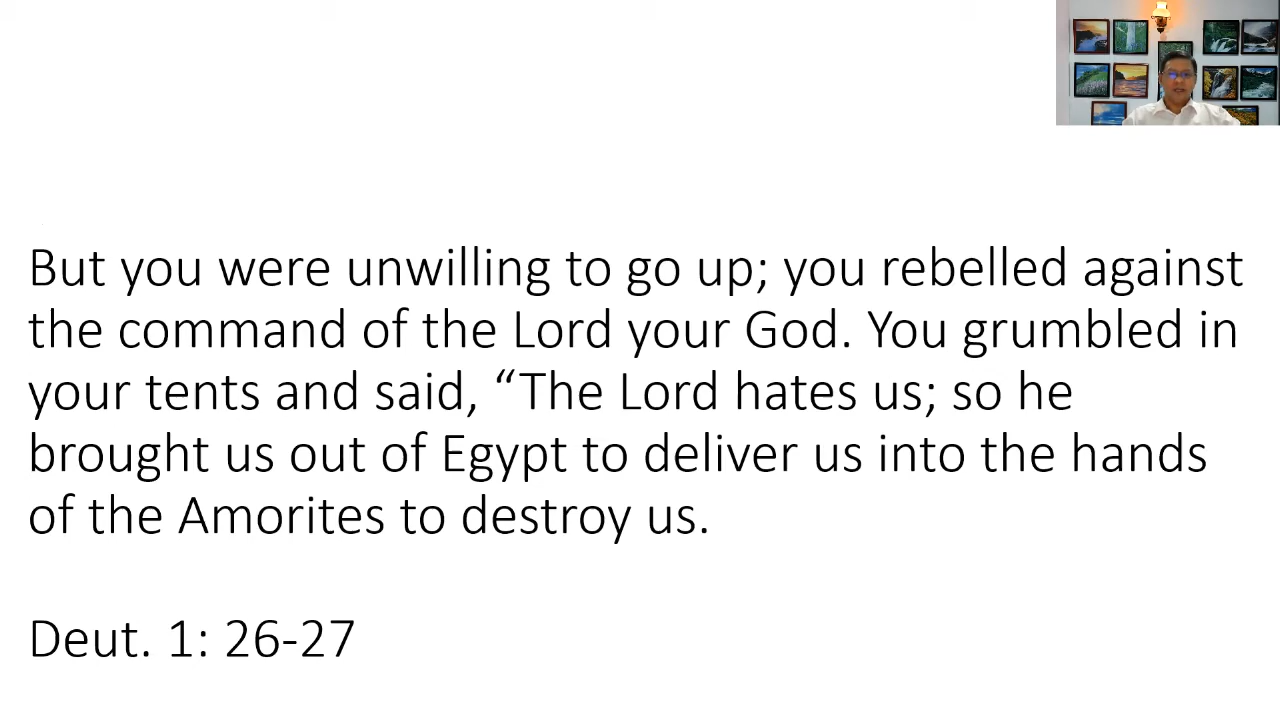 But you were unwilling to go up; you rebelled against
the command of the Lord your God. You grumbled in
your tents and said, “The Lord hates us; so he
brought us out of Egypt to deliver us into the hands
of the Amorites to destroy us.
Deut. 1: 26-27